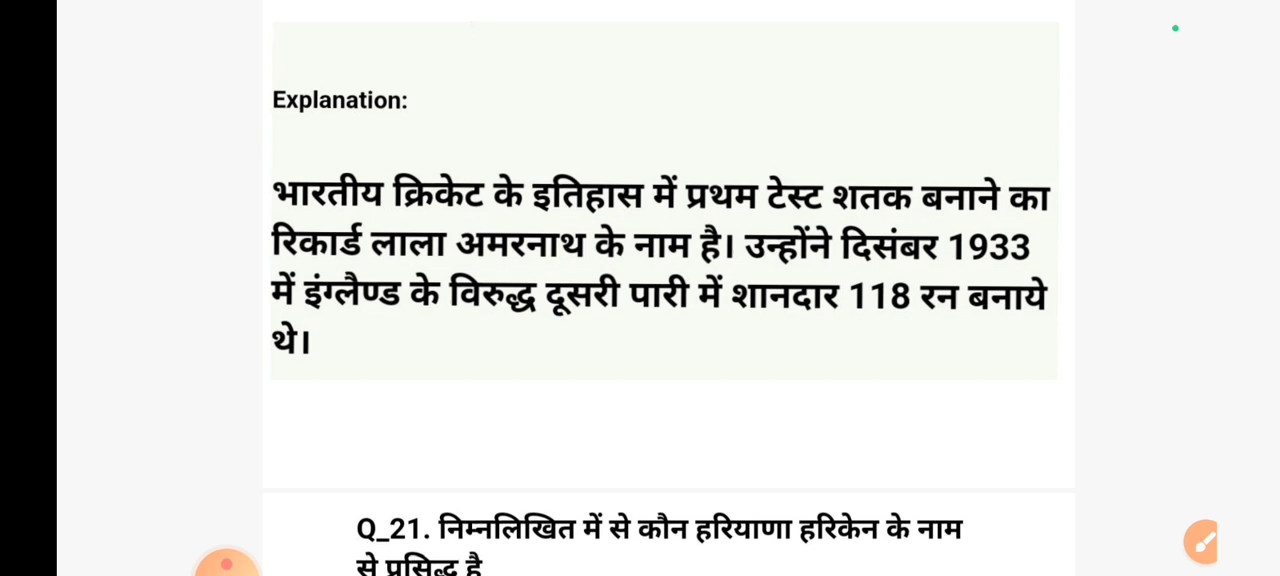 Explanation:
भारतीय क्रिकेट के इतिहास में प्रथम टेस्ट शतक बनाने का
रिकार्ड लाला अमरनाथ के नाम है। उन्होंने दिसंबर 1933
में इंग्लैण्ड के विरुद्ध दूसरी पारी में शानदार 118 रन बनाये
थे।
Q_21. निम्नलिखित में से कौन हरियाणा हरिकेन के नाम
से प्रसिद्ध है